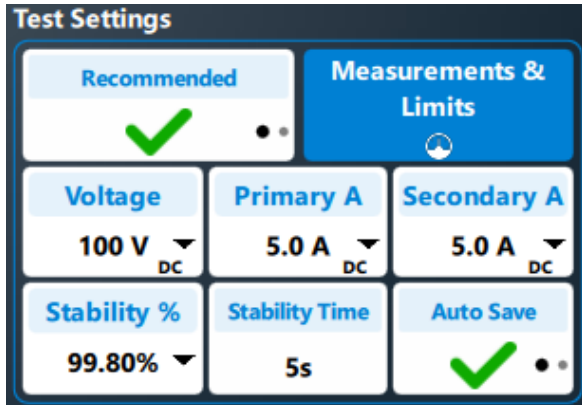 Test Settings
Recommended
Measurements &
Limits
Voltage
Primary A
Secondary A
100 V
DC
5.0 A
DC
5.0 A
DC
Stability %
Stability Time
Auto Save
99.80%
5s